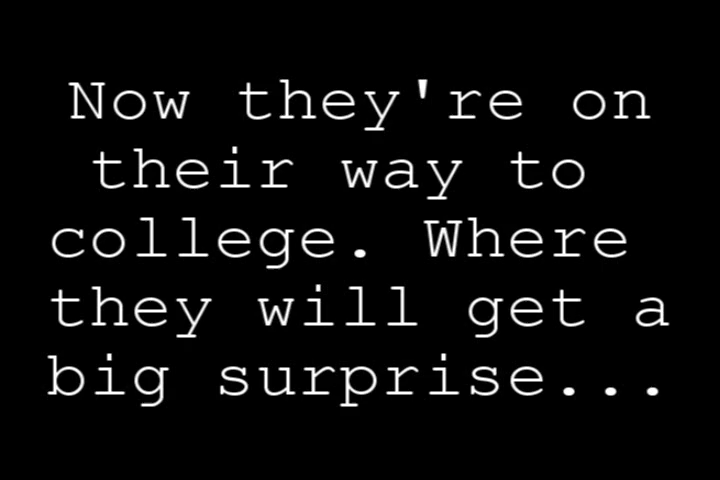 Now they're on
their way to
college. Where
they will get a
big surprise...